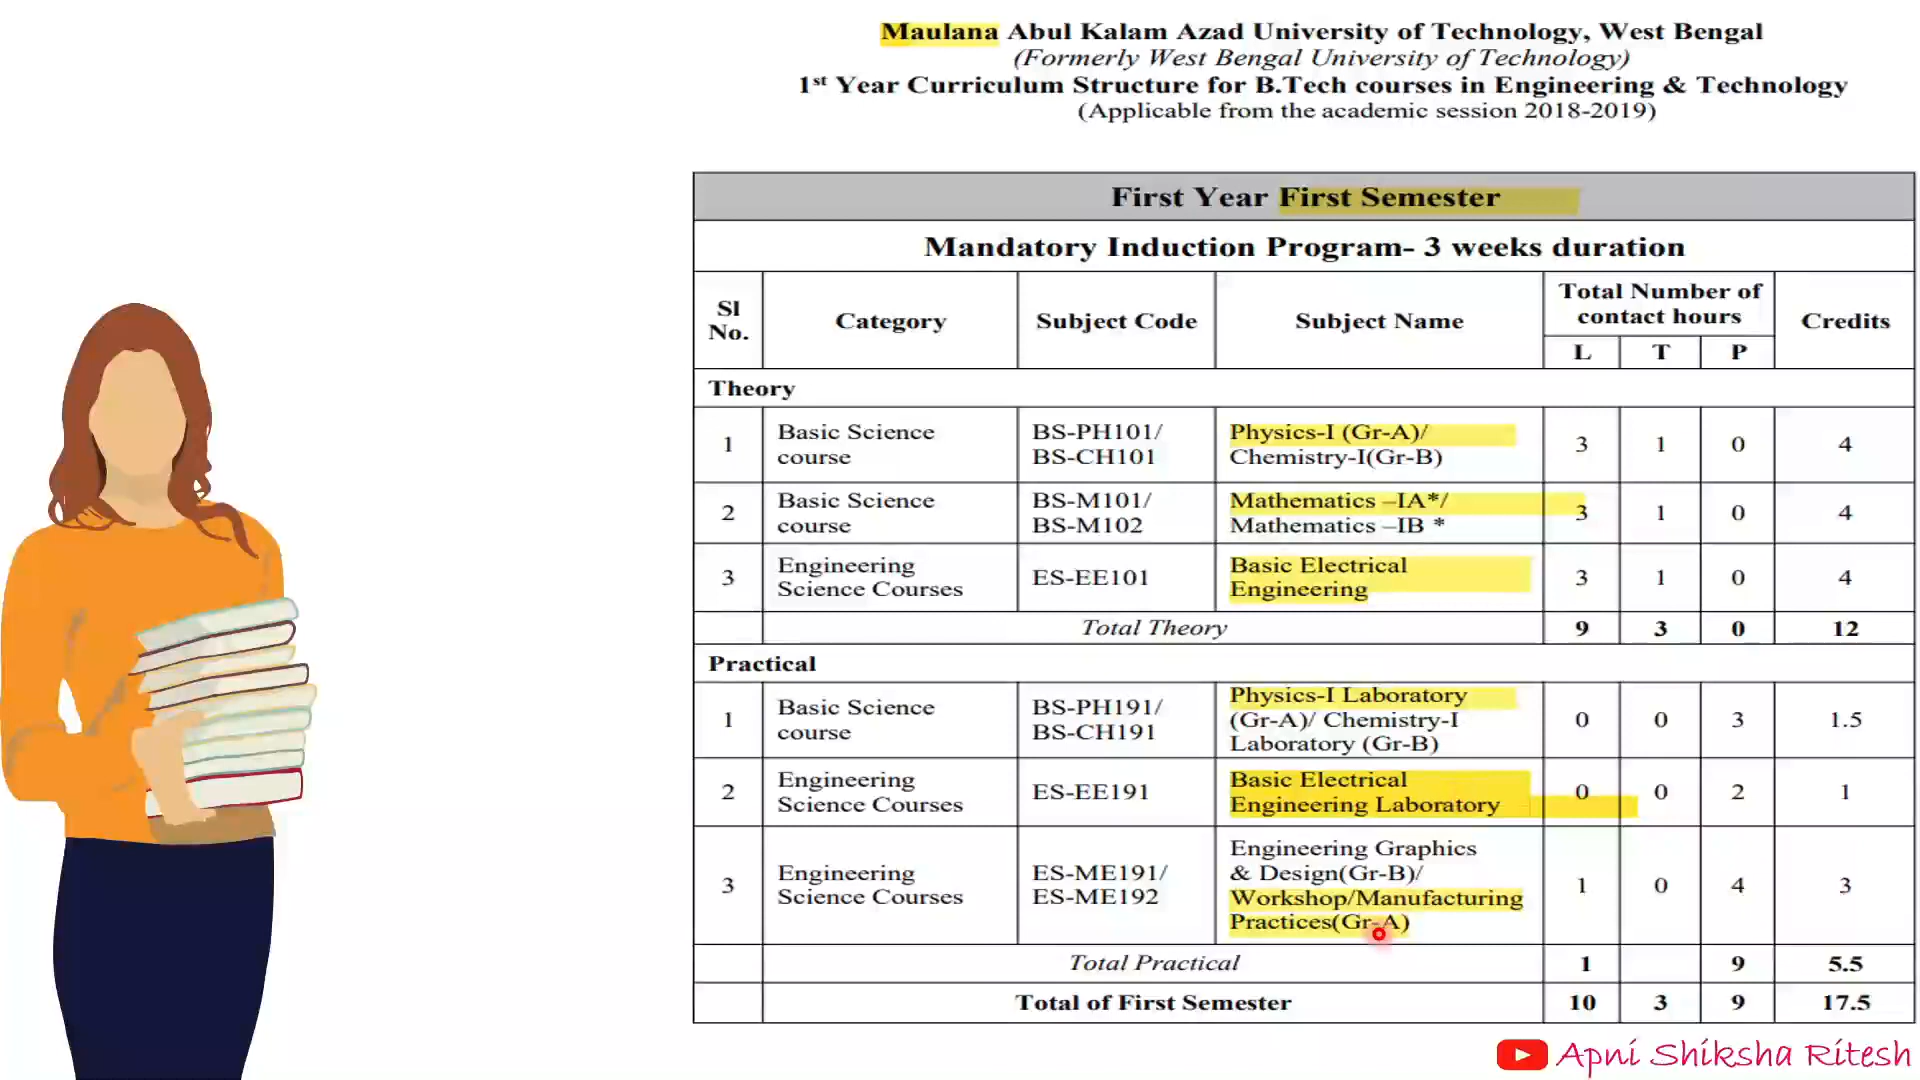 Maulana Abul Kalam Azad University of Technology, West Bengal
(Formerly West Bengal University of Technology)
1st Year Curriculum Structure for B.Tech courses in Engineering & Technology
(Applicable from the academic session 2018-2019)
First Year First Semester
Mandatory Induction Program- 3 weeks duration
Sl No. Category Subject Code Subject Name Total Number of contact hours Credits
L T P
Theory
1 Basic Science course BS-PH101/ BS-CH101 Physics-I (Gr-A)/ Chemistry-I(Gr-B) 3 1 0 4
2 Basic Science course BS-M101/ BS-M102 Mathematics –IA*/ Mathematics –IB * 3 1 0 4
3 Engineering Science Courses ES-EE101 Basic Electrical Engineering 3 1 0 4
Total Theory 9 3 0 12
Practical
1 Basic Science course BS-PH191/ BS-CH191 Physics-I Laboratory (Gr-A)/ Chemistry-I Laboratory (Gr-B) 0 0 3 1.5
2 Engineering Science Courses ES-EE191 Basic Electrical Engineering Laboratory 0 0 2 1
3 Engineering Science Courses ES-ME191/ ES-ME192 Engineering Graphics & Design(Gr-B)/ Workshop/Manufacturing Practices(Gr-A) 1 0 4 3
Total Practical 1 9 5.5
Total of First Semester 10 3 9 17.5
Apni Shiksha Ritesh